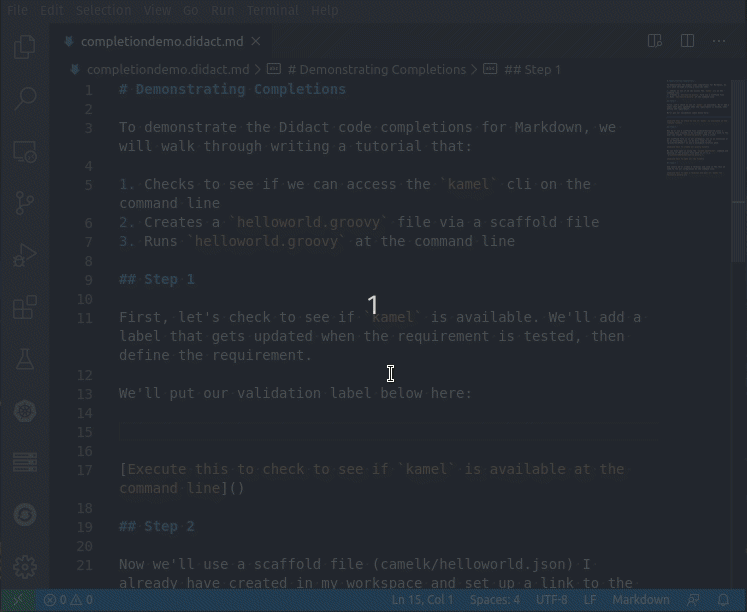 File Edit Selection View Go Run Terminal Help
completiondemo.didact.md
completiondemo.didact.md > # Demonstrating Completions > ## Step 1
1 # Demonstrating Completions
2
3 To demonstrate the Didact code completions for Markdown, we
will walk through writing a tutorial that:
4
5 1. Checks to see if we can access the `kamel` cli on the
command line
6 2. Creates a `helloworld.groovy` file via a scaffold file
7 3. Runs `helloworld.groovy` at the command line
8
9 ## Step 1
10
1
11 First, let's check to see if `kamel` is available. We'll add a
label that gets updated when the requirement is tested, then
define the requirement.
12
13 We'll put our validation label below here:
14
15
16
17 [Execute this to check to see if `kamel` is available at the
command line]()
18
19 ## Step 2
20
21 Now we'll use a scaffold file (camelk/helloworld.json) I
already have created in my workspace and set up a link to the
0 0 Ln 15, Col 1 Spaces: 4 UTF-8 LF Markdown